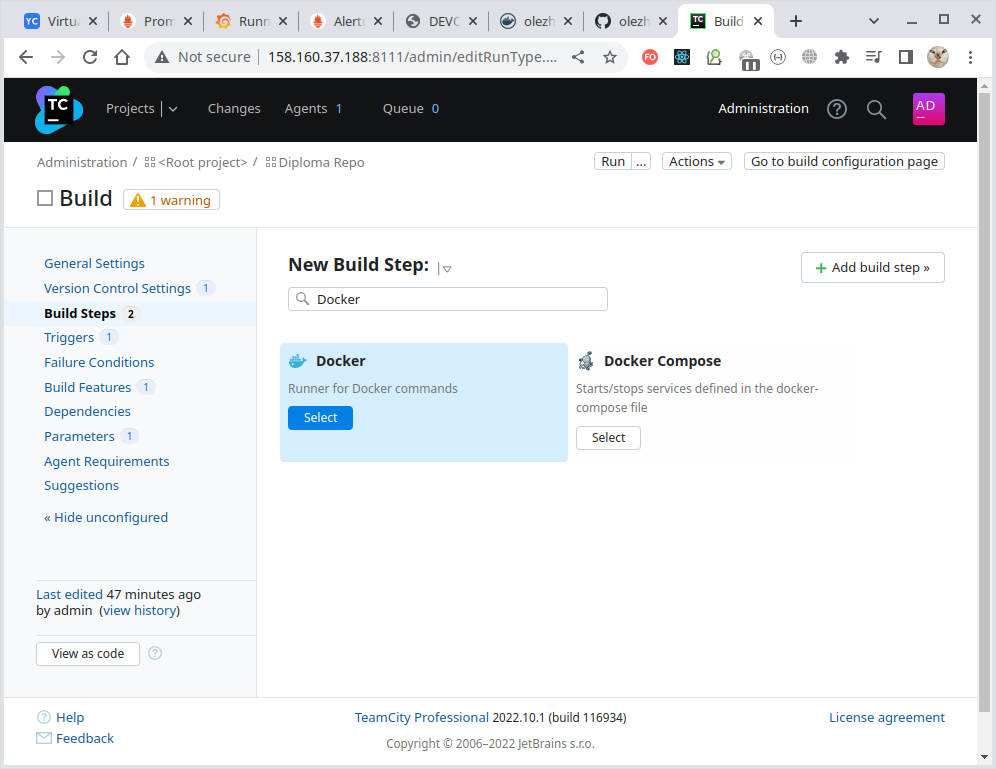 YC Virtua
Prom
Runn
Alertı
DEVC
olezh
olezh
TC Build
Not secure 158.160.37.188:8111/admin/editRunType....
FO
TC Projects Changes Agents 1 Queue 0 Administration AD
Administration / <Root project> / Diploma Repo Run ... Actions Go to build configuration page
Build 1 warning
General Settings
Version Control Settings 1
Build Steps 2
Triggers 1
Failure Conditions
Build Features 1
Dependencies
Parameters 1
Agent Requirements
Suggestions
« Hide unconfigured
Last edited 47 minutes ago
by admin (view history)
View as code ?
New Build Step:
+ Add build step »
Docker
Docker
Runner for Docker commands
Select
Docker Compose
Starts/stops services defined in the docker-
compose file
Select
Help
Feedback
TeamCity Professional 2022.10.1 (build 116934)
Copyright © 2006–2022 JetBrains s.r.o.
License agreement